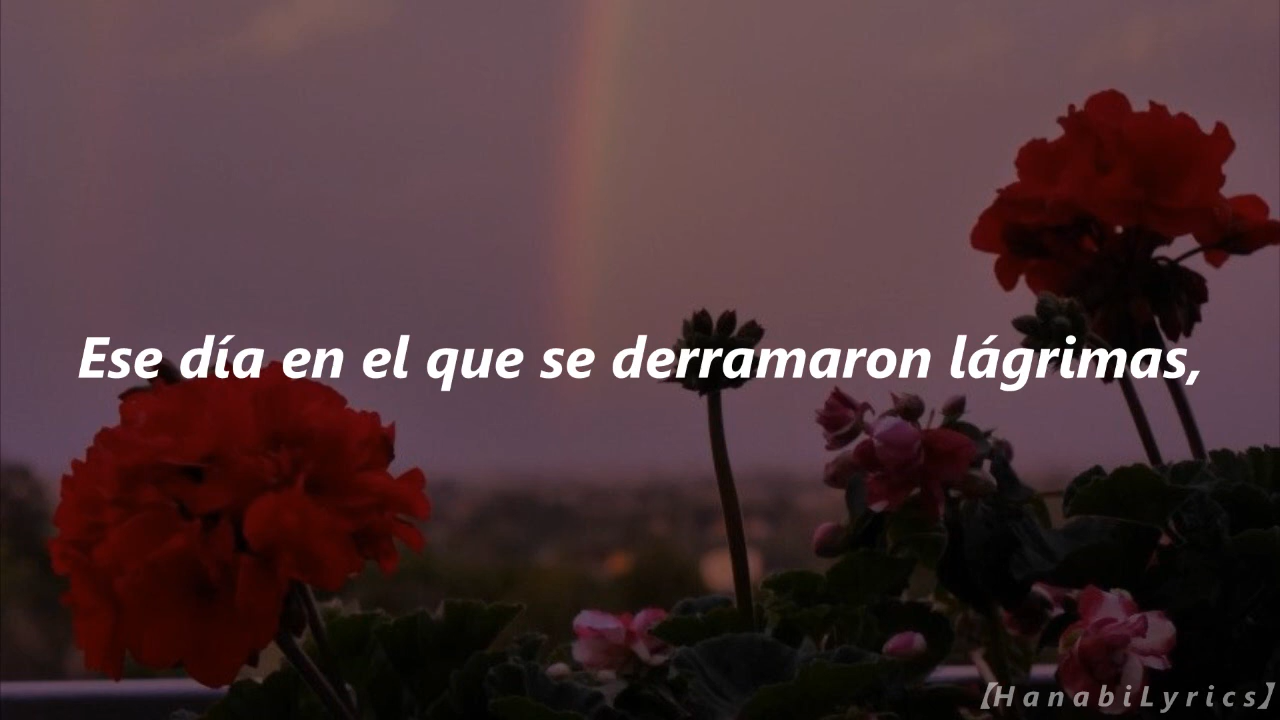 Ese día en el que se derramaron lágrimas,
【HanabiLyrics】